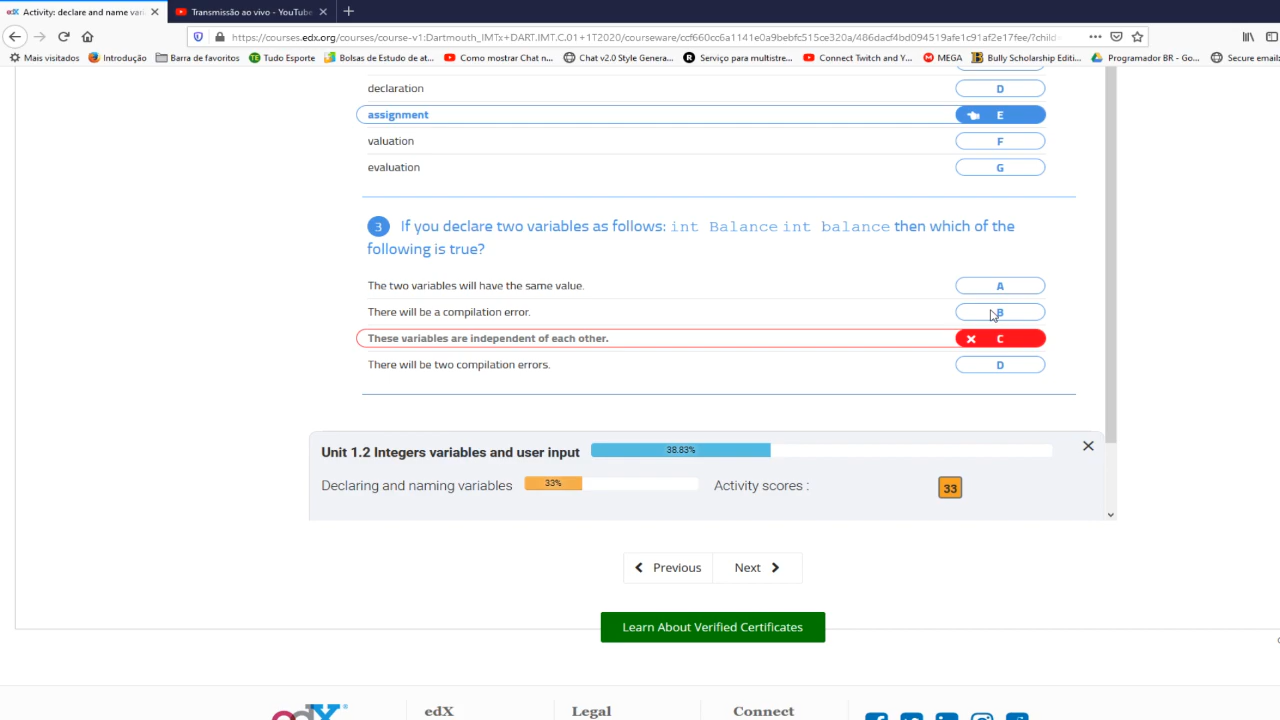 Activity: declare and name vari
Transmissão ao vivo - YouTube
https://courses.edx.org/courses/course-v1:Dartmouth_IMTx+DART.IMT.C.01+1T2020/courseware/ccf660cc6a1141e0a9bebfc515ce320a/486dacf4bd094519afe1c91af2e17fee/?child=
Mais visitados Introdução Barra de favoritos Tudo Esporte Bolsas de Estudo de at... Como mostrar Chat n... Chat v2.0 Style Genera... Serviço para multistre... Connect Twitch and Y... MEGA Bully Scholarship Editi... Programador BR - Go... Secure emails
declaration D
assignment E
valuation F
evaluation G
3 If you declare two variables as follows: int Balance int balance then which of the
following is true?
The two variables will have the same value. A
There will be a compilation error. B
These variables are independent of each other. C
There will be two compilation errors. D
Unit 1.2 Integers variables and user input 38.83%
Declaring and naming variables 33% Activity scores : 33
Previous Next
Learn About Verified Certificates
edX edX Legal Connect